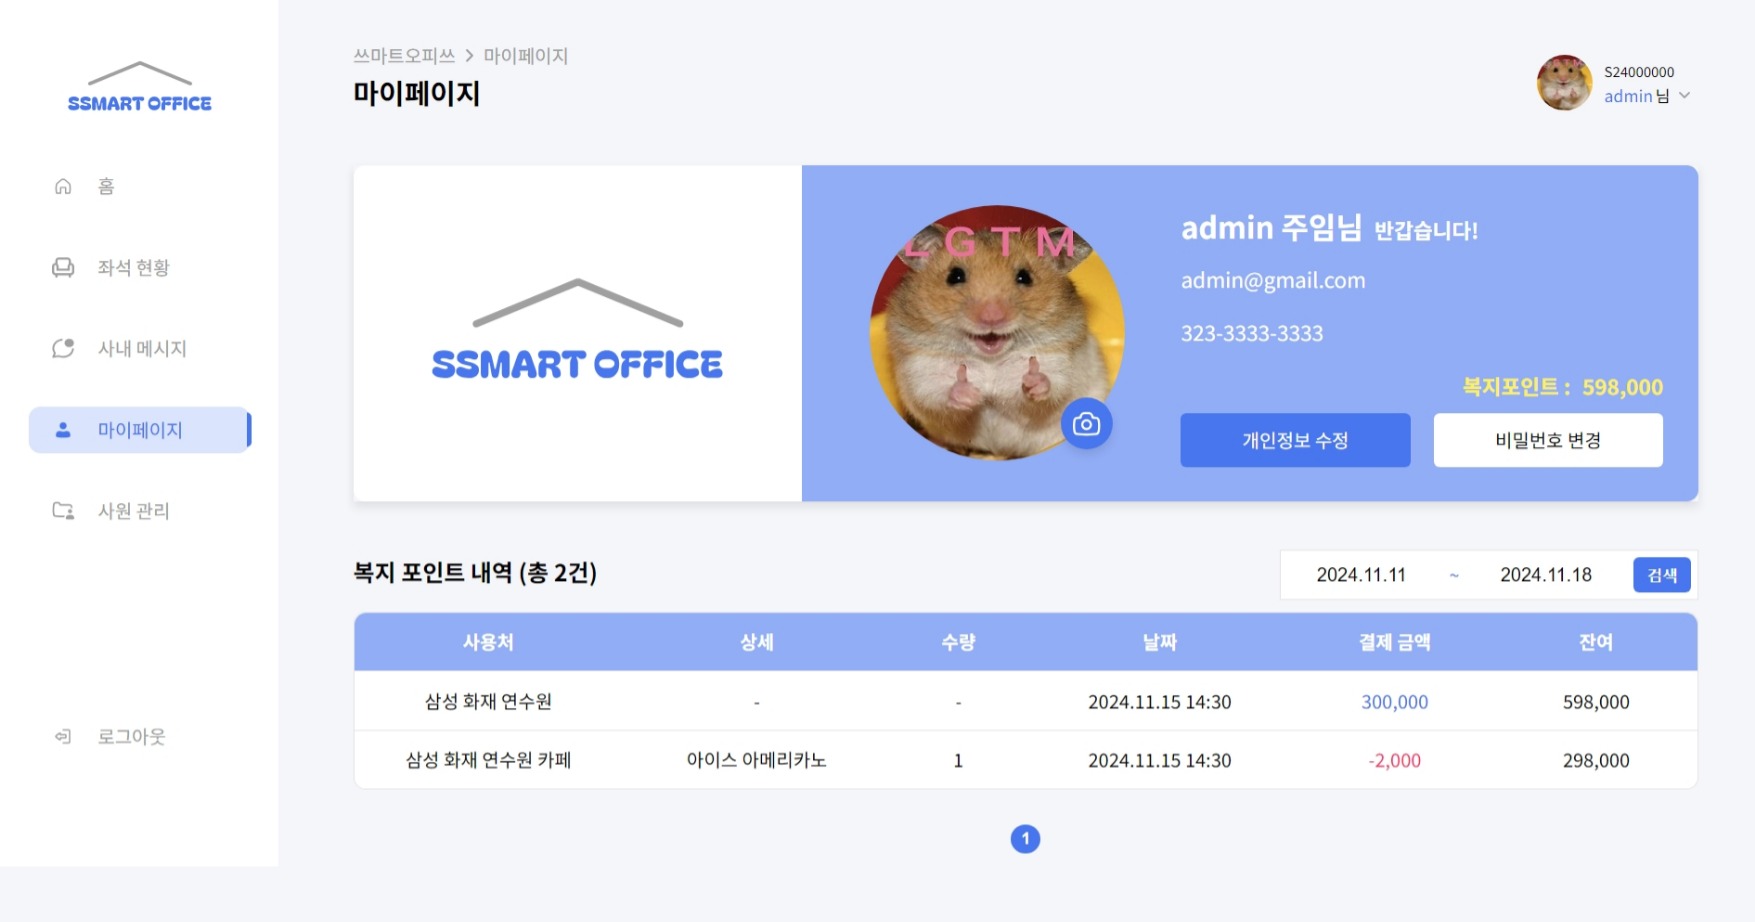 SSMART OFFICE
홈
좌석 현황
사내 메시지
마이페이지
사원 관리
로그아웃
쓰마트오피쓰 > 마이페이지
마이페이지
S24000000
admin 님
SSMART OFFICE
LGTM
admin 주임님 반갑습니다!
admin@gmail.com
323-3333-3333
복지포인트 : 598,000
개인정보 수정 비밀번호 변경
복지 포인트 내역 (총 2건)
2024.11.11 ~ 2024.11.18 검색
사용처 상세 수량 날짜 결제 금액 잔여
삼성 화재 연수원 - - 2024.11.15 14:30 300,000 598,000
삼성 화재 연수원 카페 아이스 아메리카노 1 2024.11.15 14:30 -2,000 298,000
1